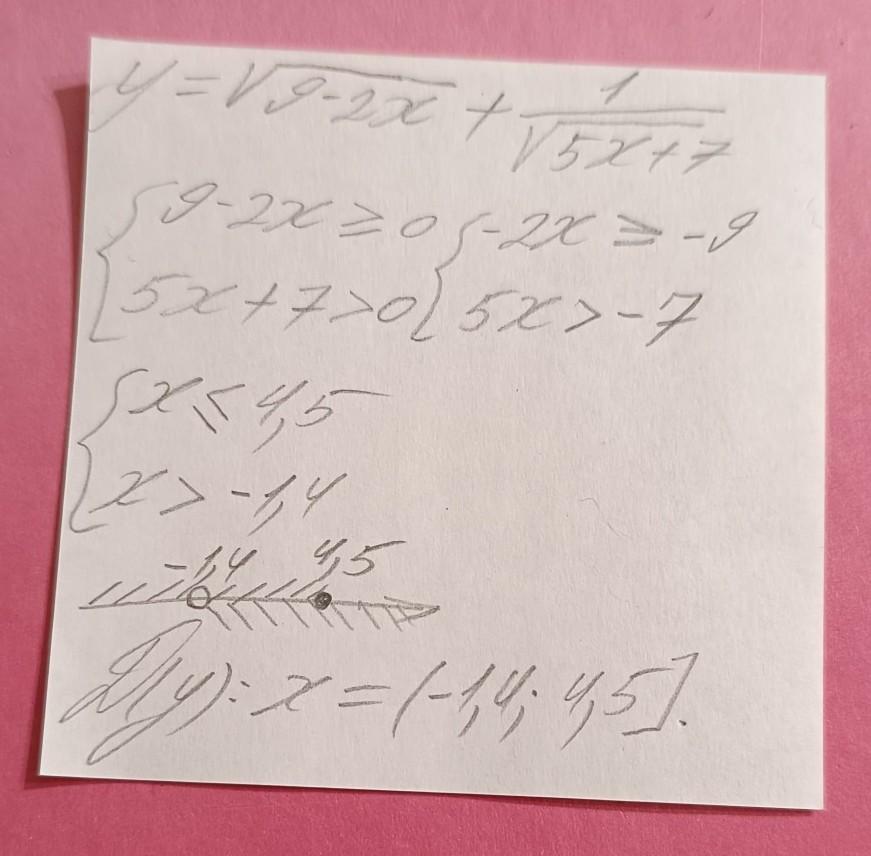 y = √(9-2x) + 1/√(5x+7)
{ 9-2x ≥ 0 { -2x ≥ -9
{ 5x+7>0 { 5x > -7
{ x ≤ 4,5
{ x > -1,4
-1,4 4,5
D(y): x = (-1,4; 4,5].